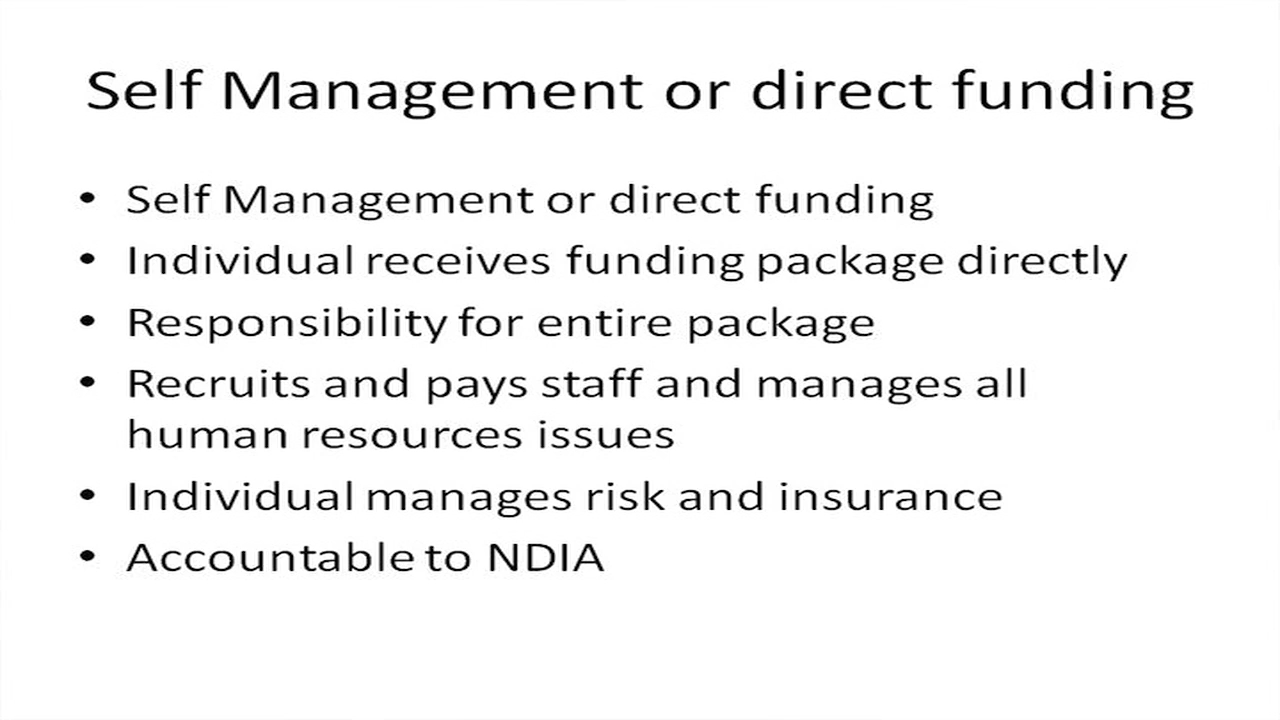 Self Management or direct funding
• Self Management or direct funding
• Individual receives funding package directly
• Responsibility for entire package
• Recruits and pays staff and manages all
human resources issues
• Individual manages risk and insurance
• Accountable to NDIA